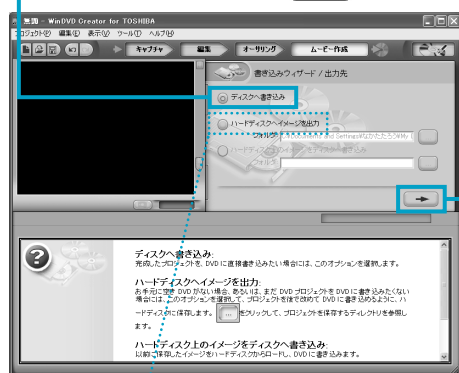 無題 - WinDVD Creator for TOSHIBA
プロジェクト(P) 編集(E) 表示(V) ツール(T) ヘルプ(H)
キャプチャ 編集 オーサリング ムービー作成
書き込みウィザード / 出力先
ディスクへ書き込み
ハードディスクへイメージを出力
フォルダ: C:\Documents and Settings\なかたたろう\My D
ハードディスク上のイメージをディスクへ書き込み
フォルダ:
ディスクへ書き込み:
完成したプロジェクトを、DVD に直接書き込みたい場合には、このオプションを選択します。
ハードディスクへイメージを出力:
お手元に空き DVD がない場合、あるいは、まだ DVD プロジェクトを DVD に書き込みたくない
場合には、このオプションを選択して、プロジェクトを後で改めて DVD に書き込めるように、ハ
ードディスクに保存します。 ... をクリックして、プロジェクトを保存するディレクトリを参照し
ます。
ハードディスク上のイメージをディスクへ書き込み:
以前に保存したイメージをハードディスクからロードし、DVD に書き込みます。